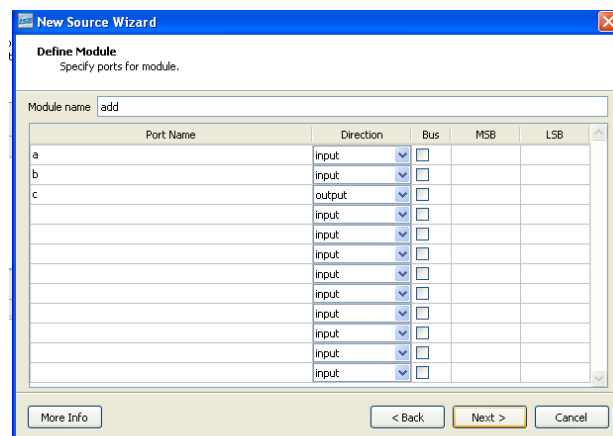 ISE New Source Wizard
Define Module
Specify ports for module.
Module name add
Port Name Direction Bus MSB LSB
a input
b input
c output
input
input
input
input
input
input
input
input
input
More Info < Back Next > Cancel